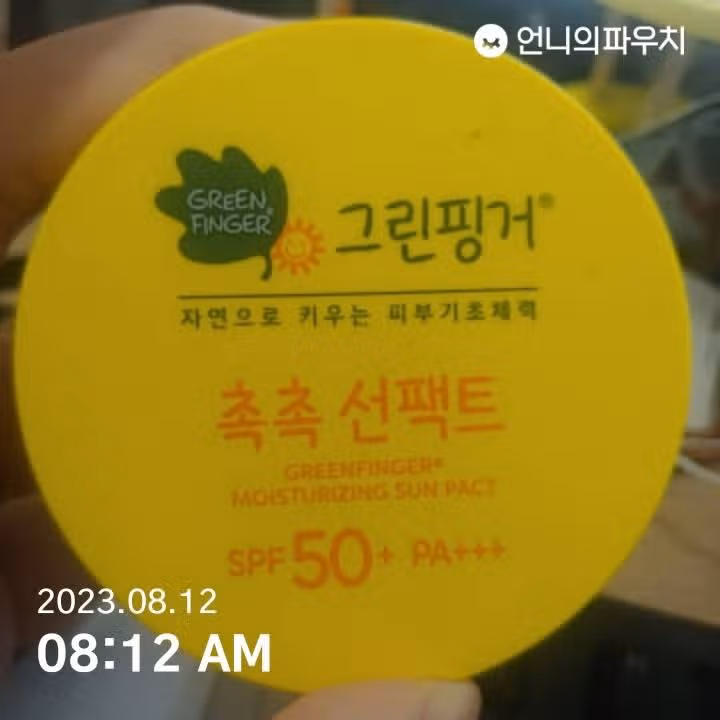 언니의파우치
GREEN
FINGER
그린핑거®
자연으로 키우는 피부기초체력
촉촉 선팩트
GREENFINGER®
MOISTURIZING SUN PACT
SPF50+ PA+++
2023.08.12
08:12 AM